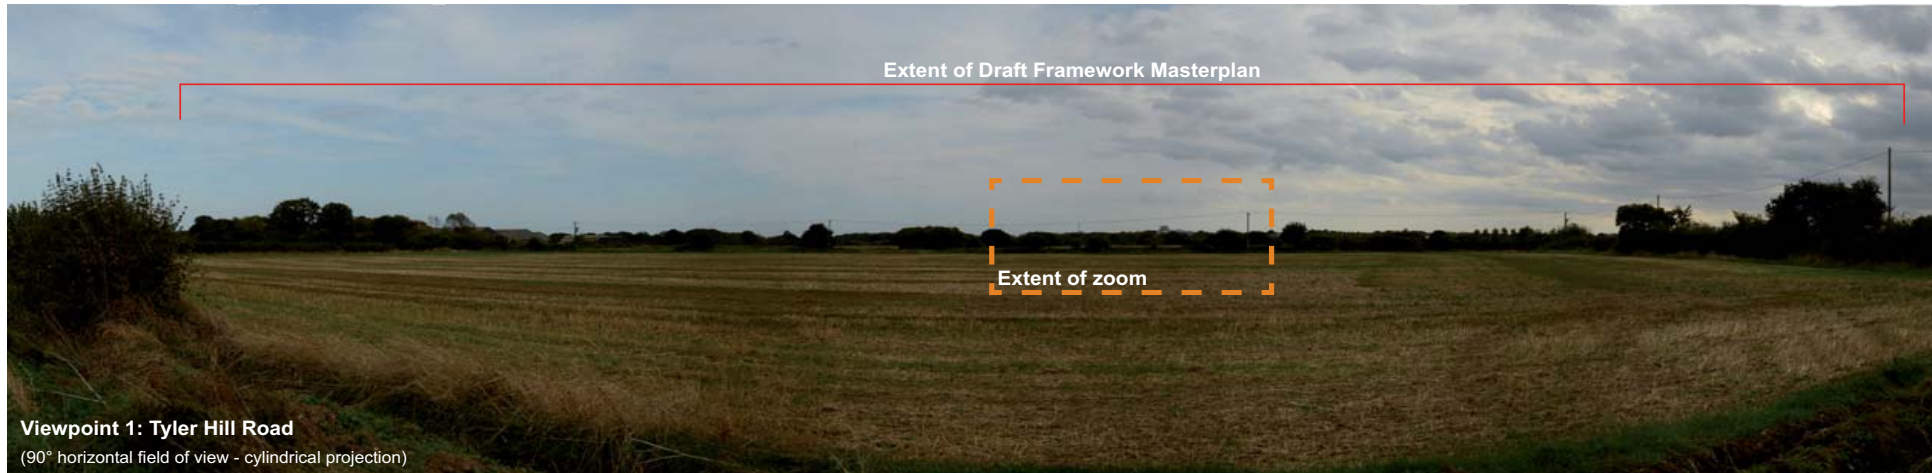 Extent of Draft Framework Masterplan
Extent of zoom
Viewpoint 1: Tyler Hill Road
(90° horizontal field of view - cylindrical projection)